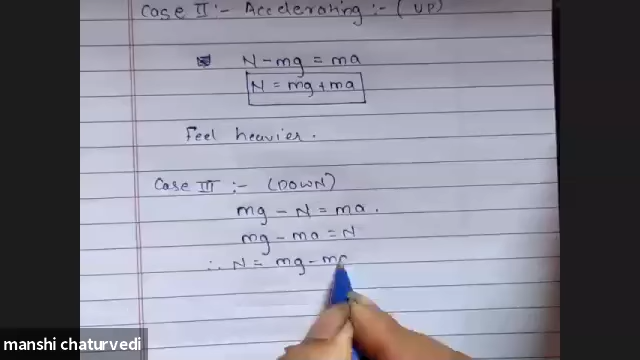 Case II :- Accelerating :- (UP)
N - mg = ma
N = mg + ma
Feel heavier.
Case III :- (DOWN)
mg - N = ma.
mg - ma = N
∴ N = mg - ma
manshi chaturvedi